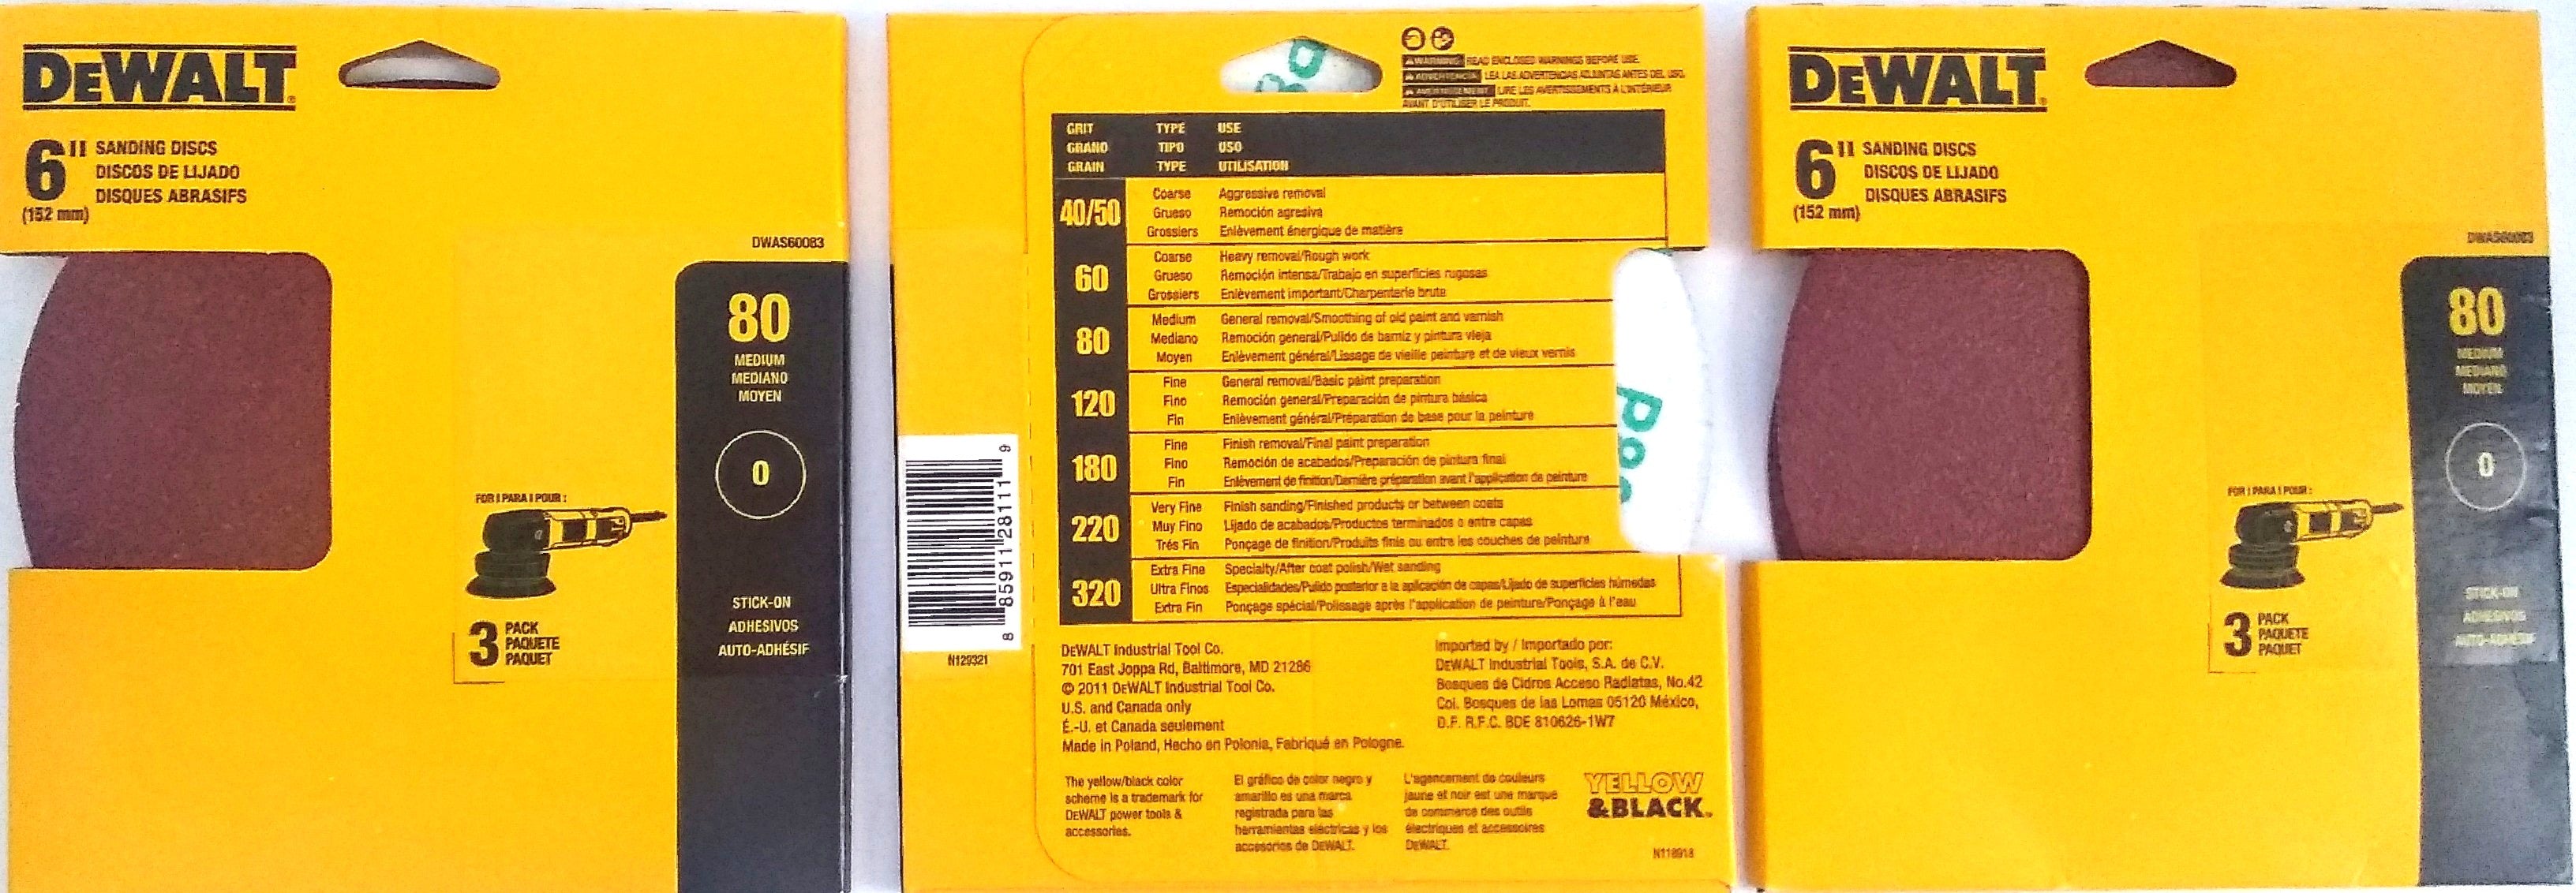 DEWALT®
6" SANDING DISCS
DISCOS DE LIJADO
DISQUES ABRASIFS
(152 mm)
DWAS60083
80
MEDIUM
MEDIANO
MOYEN
0
FOR / PARA / POUR :
3 PACK
PAQUETE
PAQUET
STICK-ON
ADHESIVOS
AUTO-ADHÉSIF
WARNING READ ENCLOSED WARNINGS BEFORE USE.
ADVERTENCIA LEA LAS ADVERTENCIAS ADJUNTAS ANTES DEL USO.
AVERTISSEMENT LIRE LES AVERTISSEMENTS À L'INTÉRIEUR
AVANT D'UTILISER LE PRODUIT.
GRIT TYPE USE
GRANO TIPO USO
GRAIN TYPE UTILISATION
40/50
Coarse Aggressive removal
Grueso Remoción agresiva
Grossiers Enlèvement énergique de matière
60
Coarse Heavy removal/Rough work
Grueso Remoción intensa/Trabajo en superficies rugosas
Grossiers Enlèvement important/Charpenterie brute
80
Medium General removal/Smoothing of old paint and varnish
Mediano Remoción general/Pulido de barniz y pintura vieja
Moyen Enlèvement général/Lissage de vieille peinture et de vieux vernis
120
Fine General removal/Basic paint preparation
Fino Remoción general/Preparación de pintura básica
Fin Enlèvement général/Préparation de base pour la peinture
180
Fine Finish removal/Final paint preparation
Fino Remoción de acabados/Preparación de pintura final
Fin Enlèvement de finition/Dernière préparation avant l'application de peinture
220
Very Fine Finish sanding/Finished products or between coats
Muy Fino Lijado de acabados/Productos terminados o entre capas
Trés Fin Ponçage de finition/Produits finis ou entre les couches de peinture
320
Extra Fine Specialty/After coat polish/Wet sanding
Ultra Finos Especialidades/Pulido posterior a la aplicación de capas/Lijado de superficies húmedas
Extra Fin Ponçage spécial/Polissage après l'application de peinture/Ponçage à l'eau
8 85911 28111 9
N129321
DEWALT Industrial Tool Co.
701 East Joppa Rd, Baltimore, MD 21286
© 2011 DEWALT Industrial Tool Co.
U.S. and Canada only
É.-U. et Canada seulement
Made in Poland, Hecho en Polonia, Fabriqué en Pologne.
Imported by / Importado por:
DEWALT Industrial Tools, S.A. de C.V.
Bosques de Cidros Acceso Radiatas, No.42
Col. Bosques de las Lomas 05120 México,
D.F. R.F.C. BDE 810626-1W7
The yellow/black color
scheme is a trademark for
DEWALT power tools &
accessories.
El gráfico de color negro y
amarillo es una marca
registrada para las
herramientas eléctricas y los
accesorios de DEWALT.
L'agencement de couleurs
jaune et noir est une marque
de commerce des outils
électriques et accessoires
DEWALT.
YELLOW
&BLACK™
N118918
P80
DEWALT®
6" SANDING DISCS
DISCOS DE LIJADO
DISQUES ABRASIFS
(152 mm)
DWAS60083
80
MEDIUM
MEDIANO
MOYEN
0
FOR / PARA / POUR :
3 PACK
PAQUETE
PAQUET
STICK-ON
ADHESIVOS
AUTO-ADHÉSIF